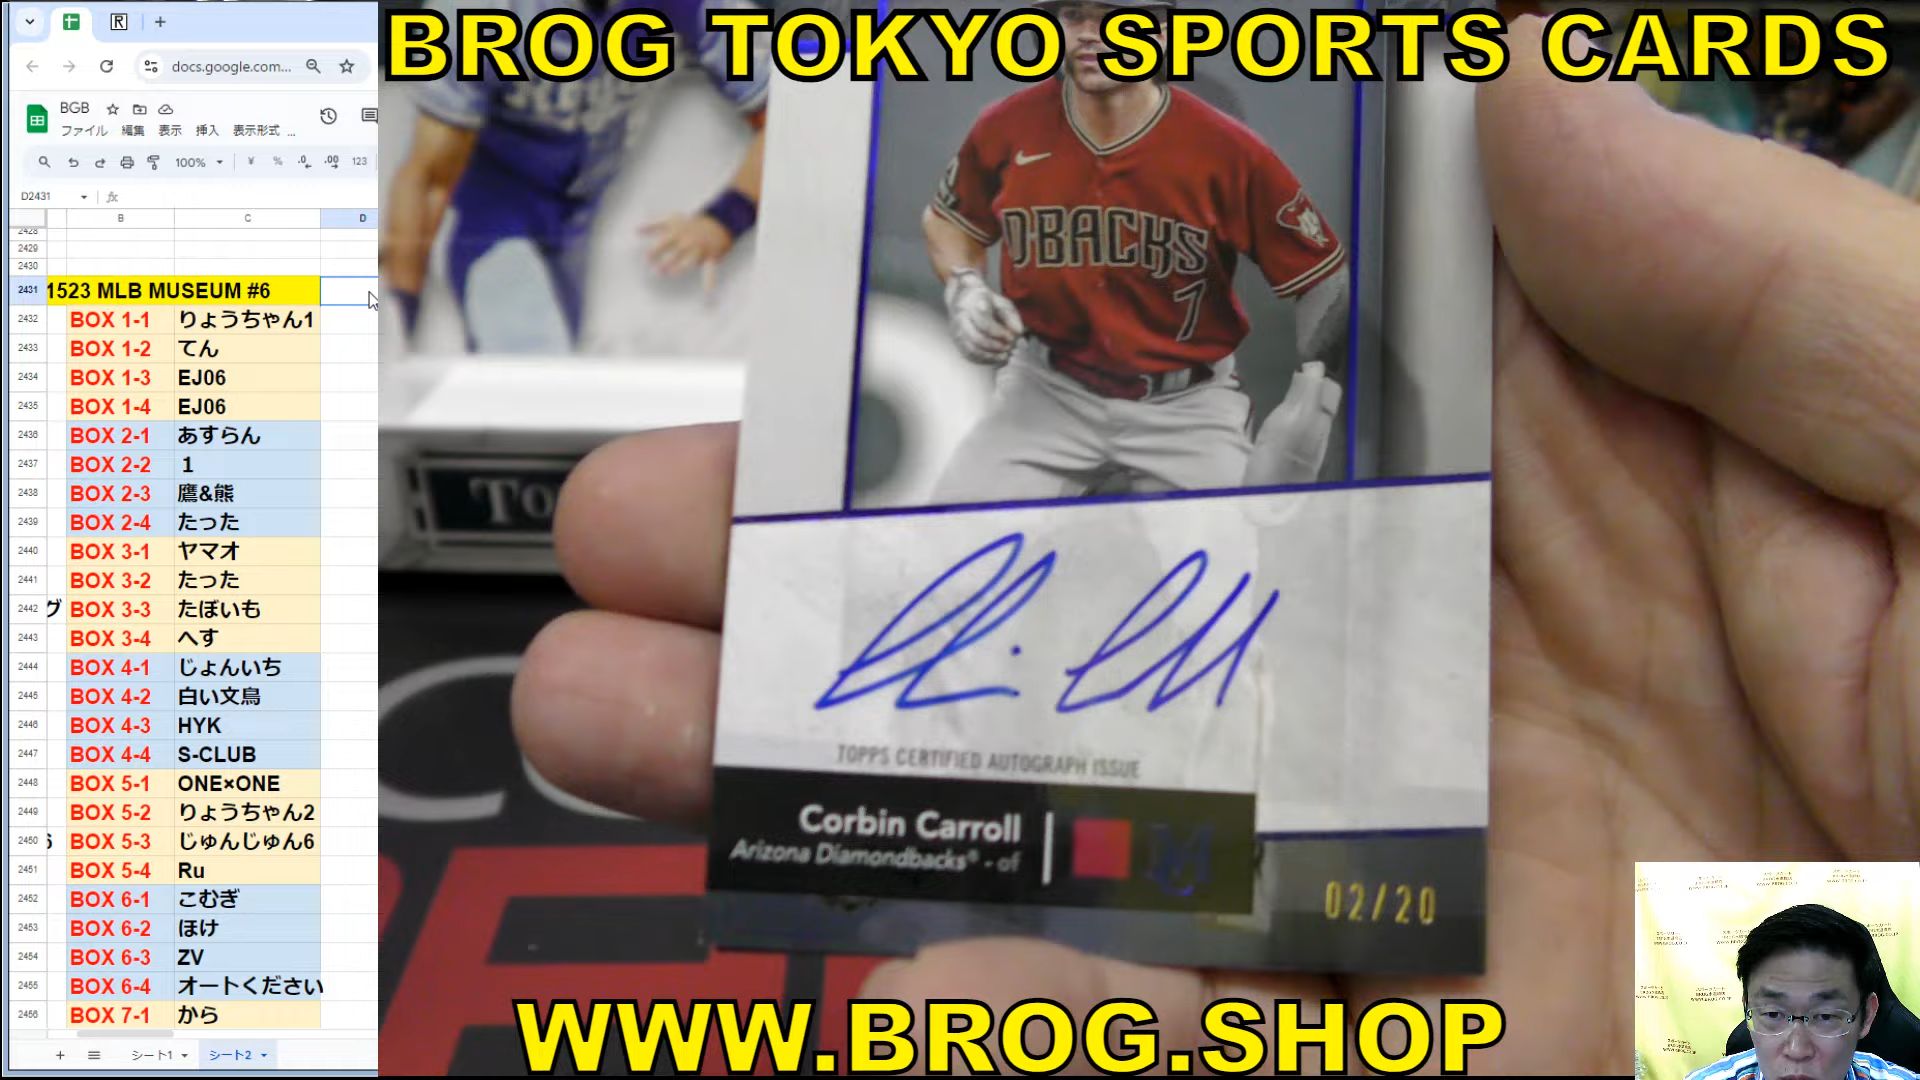 BROG TOKYO SPORTS CARDS
docs.google.com...
BGB
ファイル 編集 表示 挿入 表示形式 ...
100% ¥ % .0 .00 123
D2431 fx
B C D
2428
2429
2430
2431 1523 MLB MUSEUM #6
2432 BOX 1-1 りょうちゃん1
2433 BOX 1-2 てん
2434 BOX 1-3 EJ06
2435 BOX 1-4 EJ06
2436 BOX 2-1 あすらん
2437 BOX 2-2 1
2438 BOX 2-3 鷹&熊
2439 BOX 2-4 たった
2440 BOX 3-1 ヤマオ
2441 BOX 3-2 たった
2442 グ BOX 3-3 たぼいも
2443 BOX 3-4 へす
2444 BOX 4-1 じょんいち
2445 BOX 4-2 白い文鳥
2446 BOX 4-3 HYK
2447 BOX 4-4 S-CLUB
2448 BOX 5-1 ONE×ONE
2449 BOX 5-2 りょうちゃん2
2450 6 BOX 5-3 じゅんじゅん6
2451 BOX 5-4 Ru
2452 BOX 6-1 こむぎ
2453 BOX 6-2 ほけ
2454 BOX 6-3 ZV
2455 BOX 6-4 オートください
2456 BOX 7-1 から
シート1 シート2
D-BACKS
7
TOPPS CERTIFIED AUTOGRAPH ISSUE
Corbin Carroll
Arizona Diamondbacks® - of
02/20
WWW.BROG.SHOP